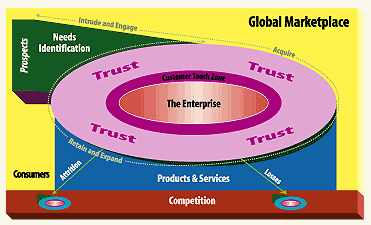 Global Marketplace
Intrude and Engage
Acquire
Prospects
Needs
Identification
Trust
Trust
Customer Touch Zone
The Enterprise
Trust
Trust
Retain and Expand
Consumers
Attrition
Products & Services
Losses
Competition